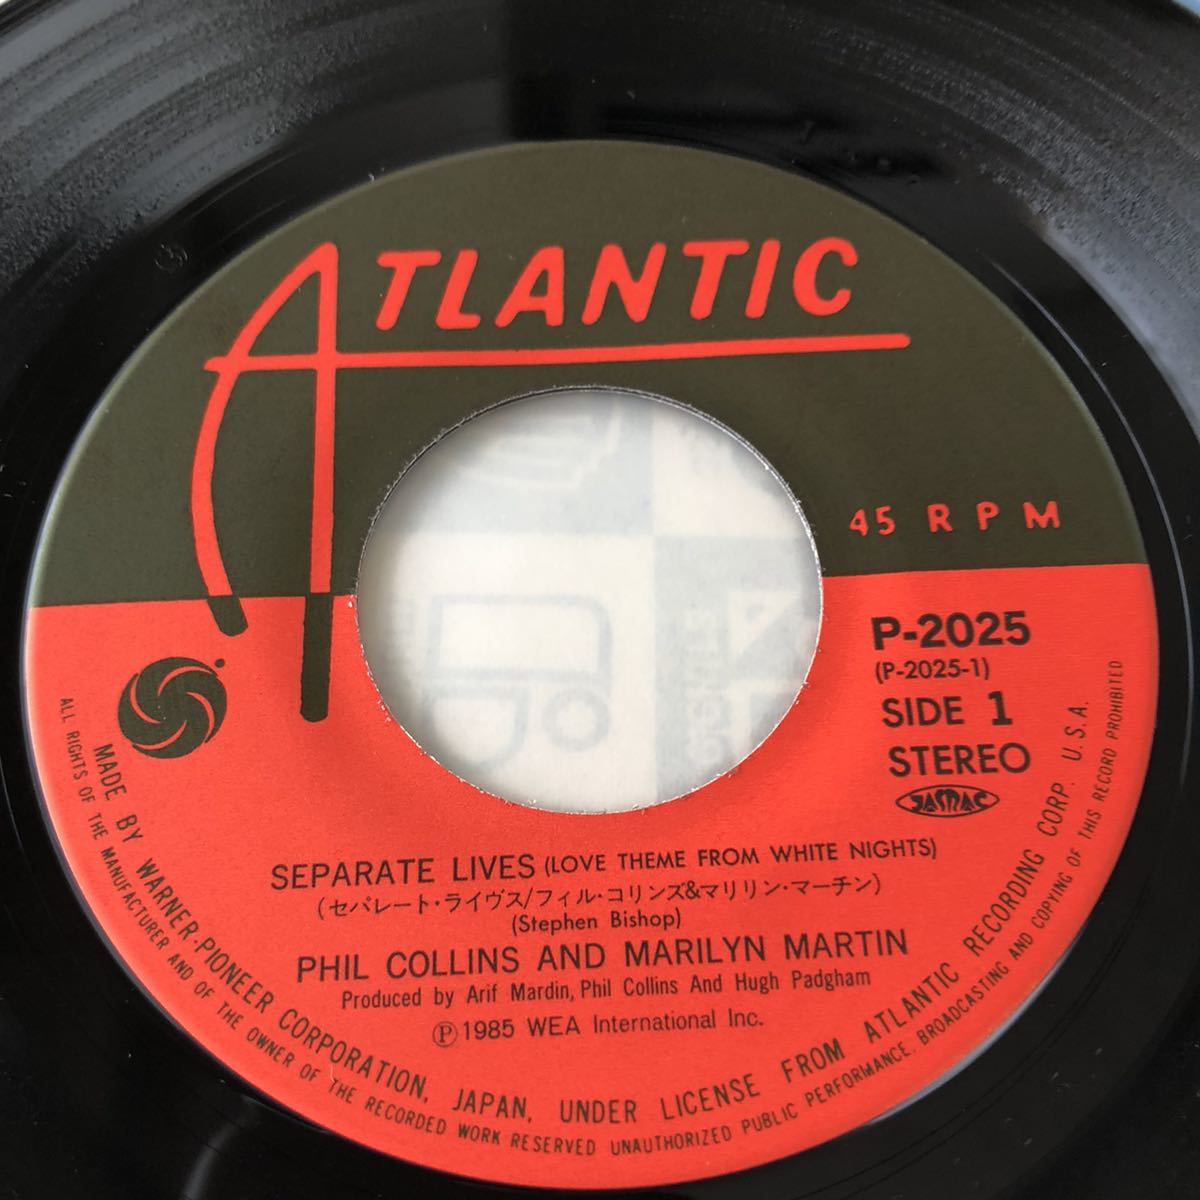 ATLANTIC
45 RPM
P-2025
(P-2025-1)
SIDE 1
STEREO
JASRAC
SEPARATE LIVES (LOVE THEME FROM WHITE NIGHTS)
(セパレート・ライヴス/フィル・コリンズ&マリリン・マーチン)
(Stephen Bishop)
PHIL COLLINS AND MARILYN MARTIN
Produced by Arif Mardin, Phil Collins And Hugh Padgham
Ⓟ1985 WEA International Inc.
MADE BY WARNER-PIONEER CORPORATION, JAPAN, UNDER LICENSE FROM ATLANTIC RECORDING CORP. U.S.A.
ALL RIGHTS OF THE MANUFACTURER AND OF THE OWNER OF THE RECORDED WORK RESERVED UNAUTHORIZED PUBLIC PERFORMANCE, BROADCASTING AND COPYING OF THIS RECORD PROHIBITED